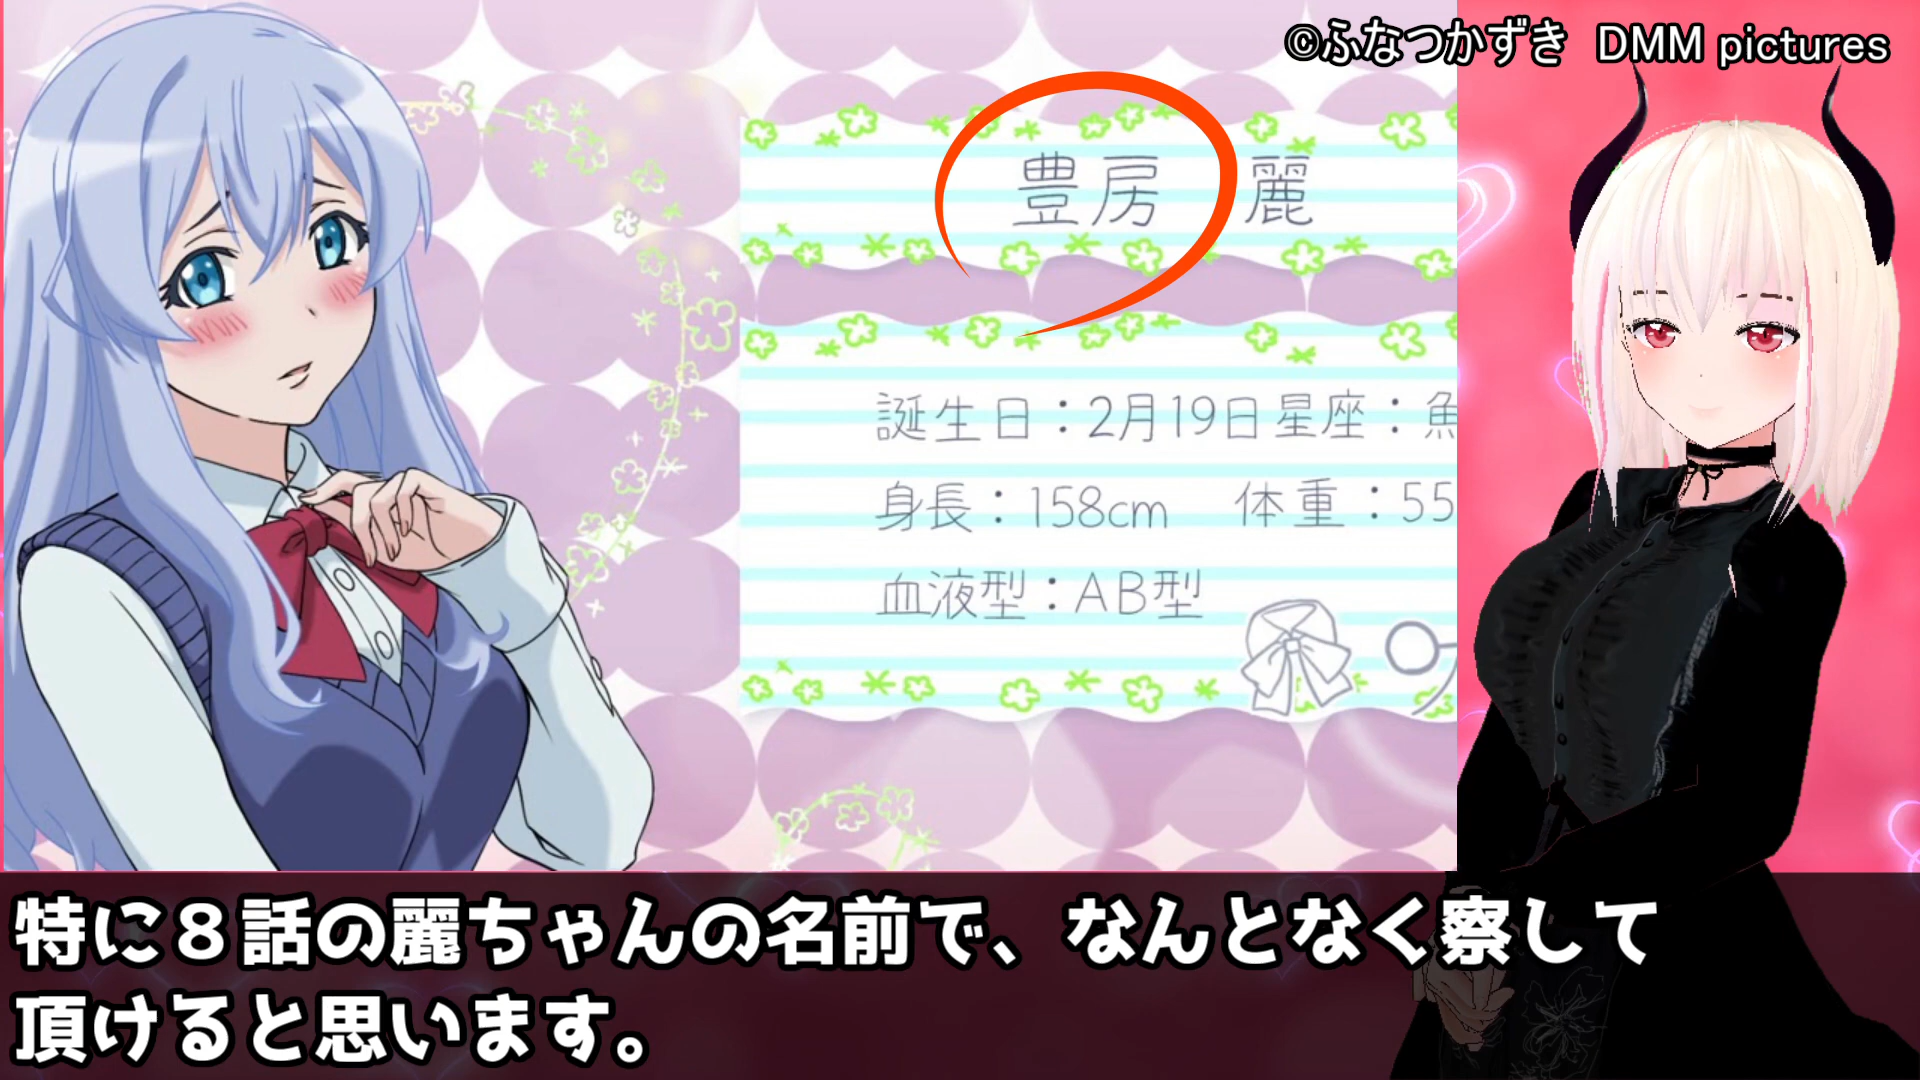 ©ふなつかずき　DMM pictures
豊房　麗
誕生日：2月19日星座：魚
身長：158cm　体重：55
血液型：AB型
特に８話の麗ちゃんの名前で、なんとなく察して
頂けると思います。